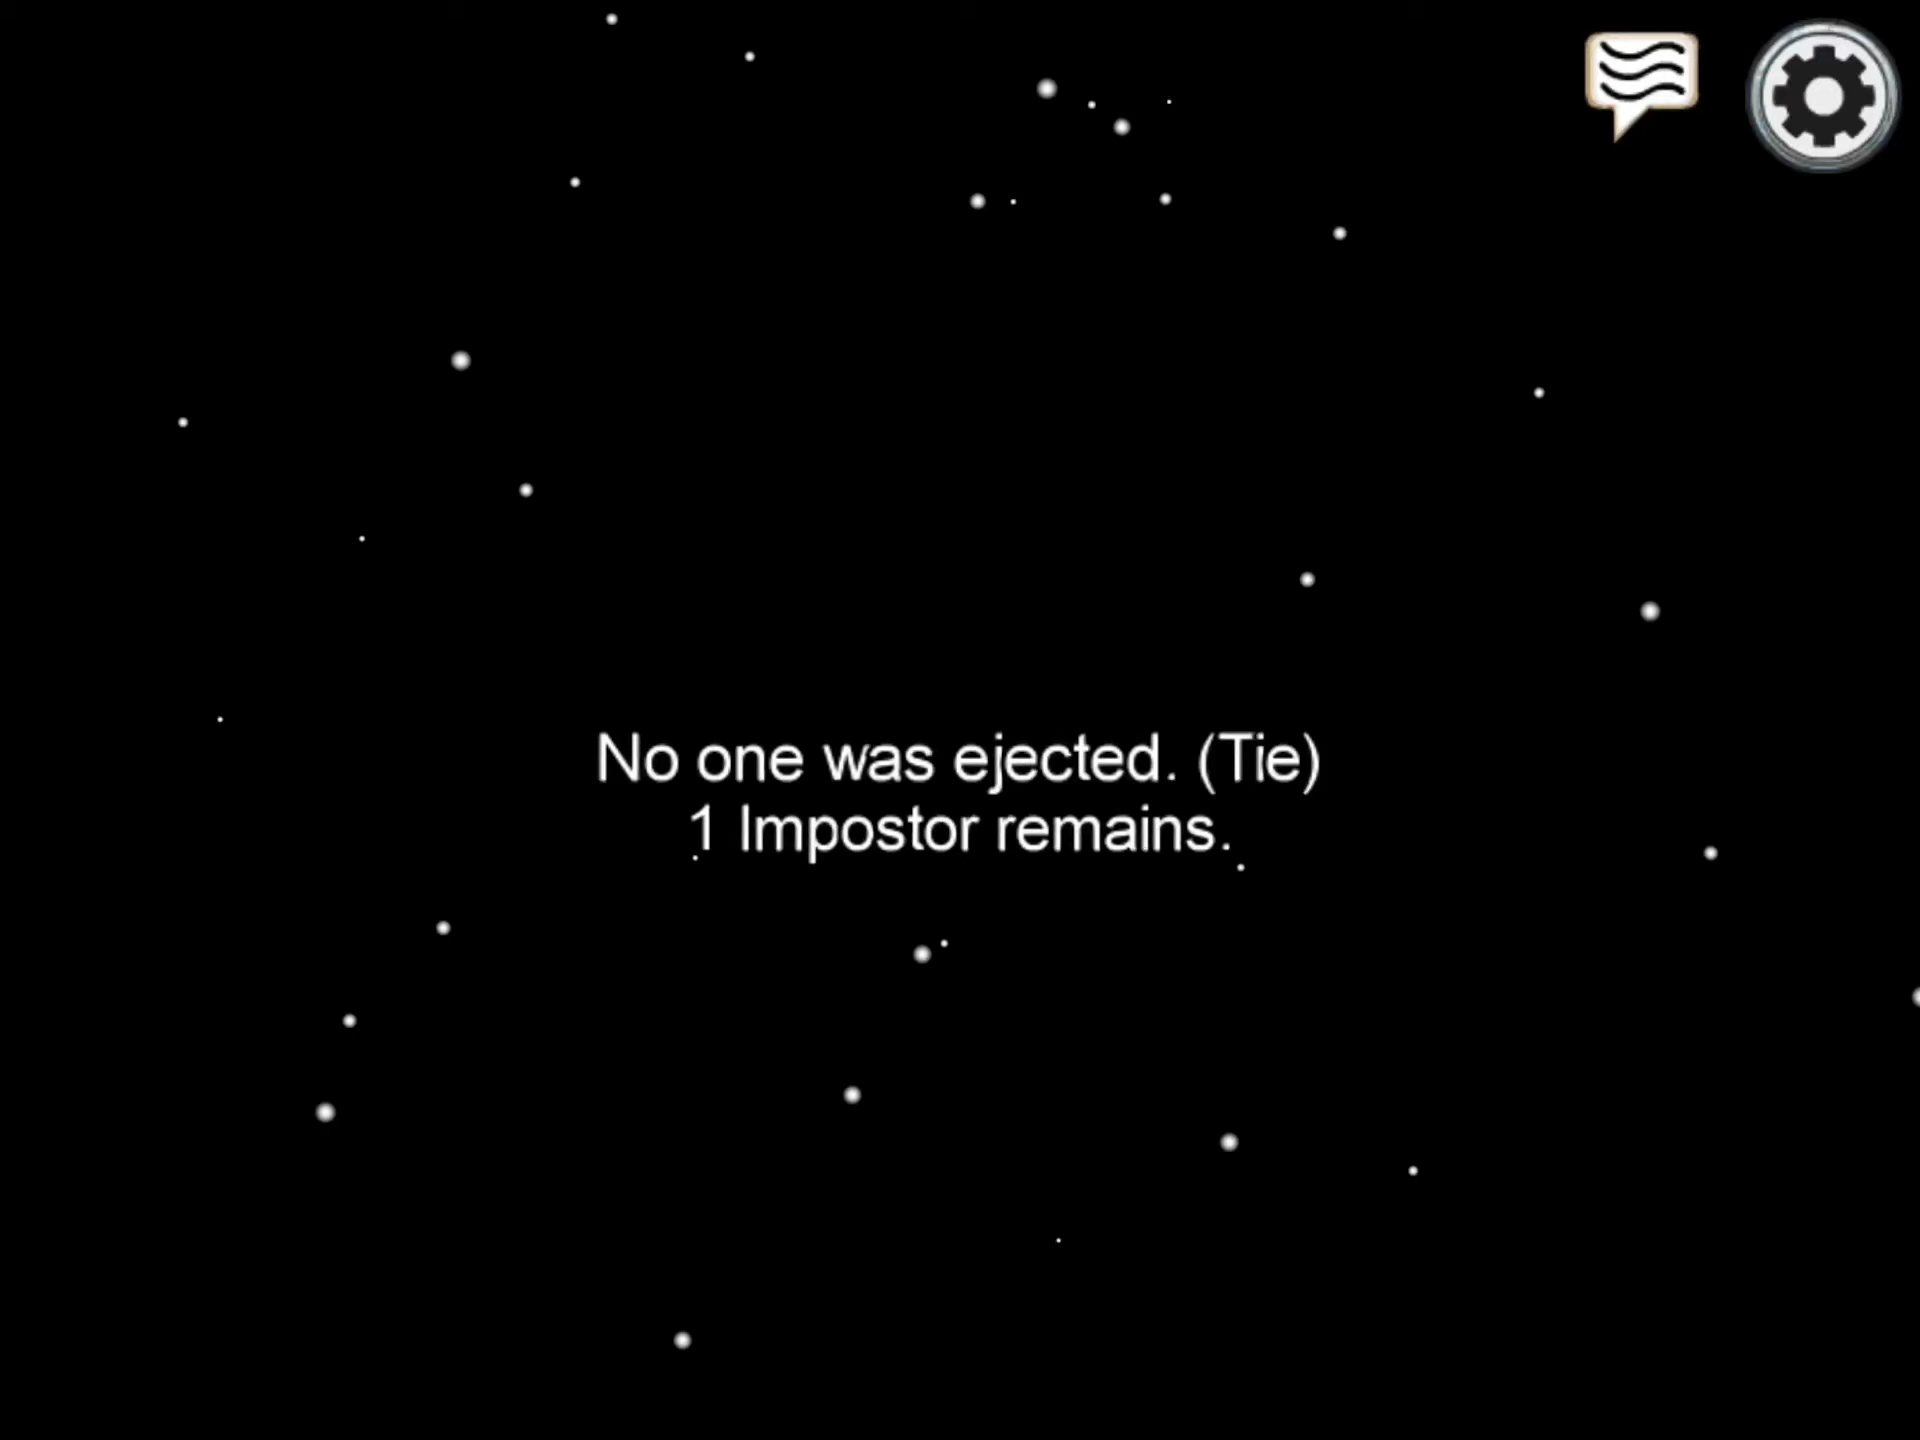 No one was ejected. (Tie)
1 Impostor remains.